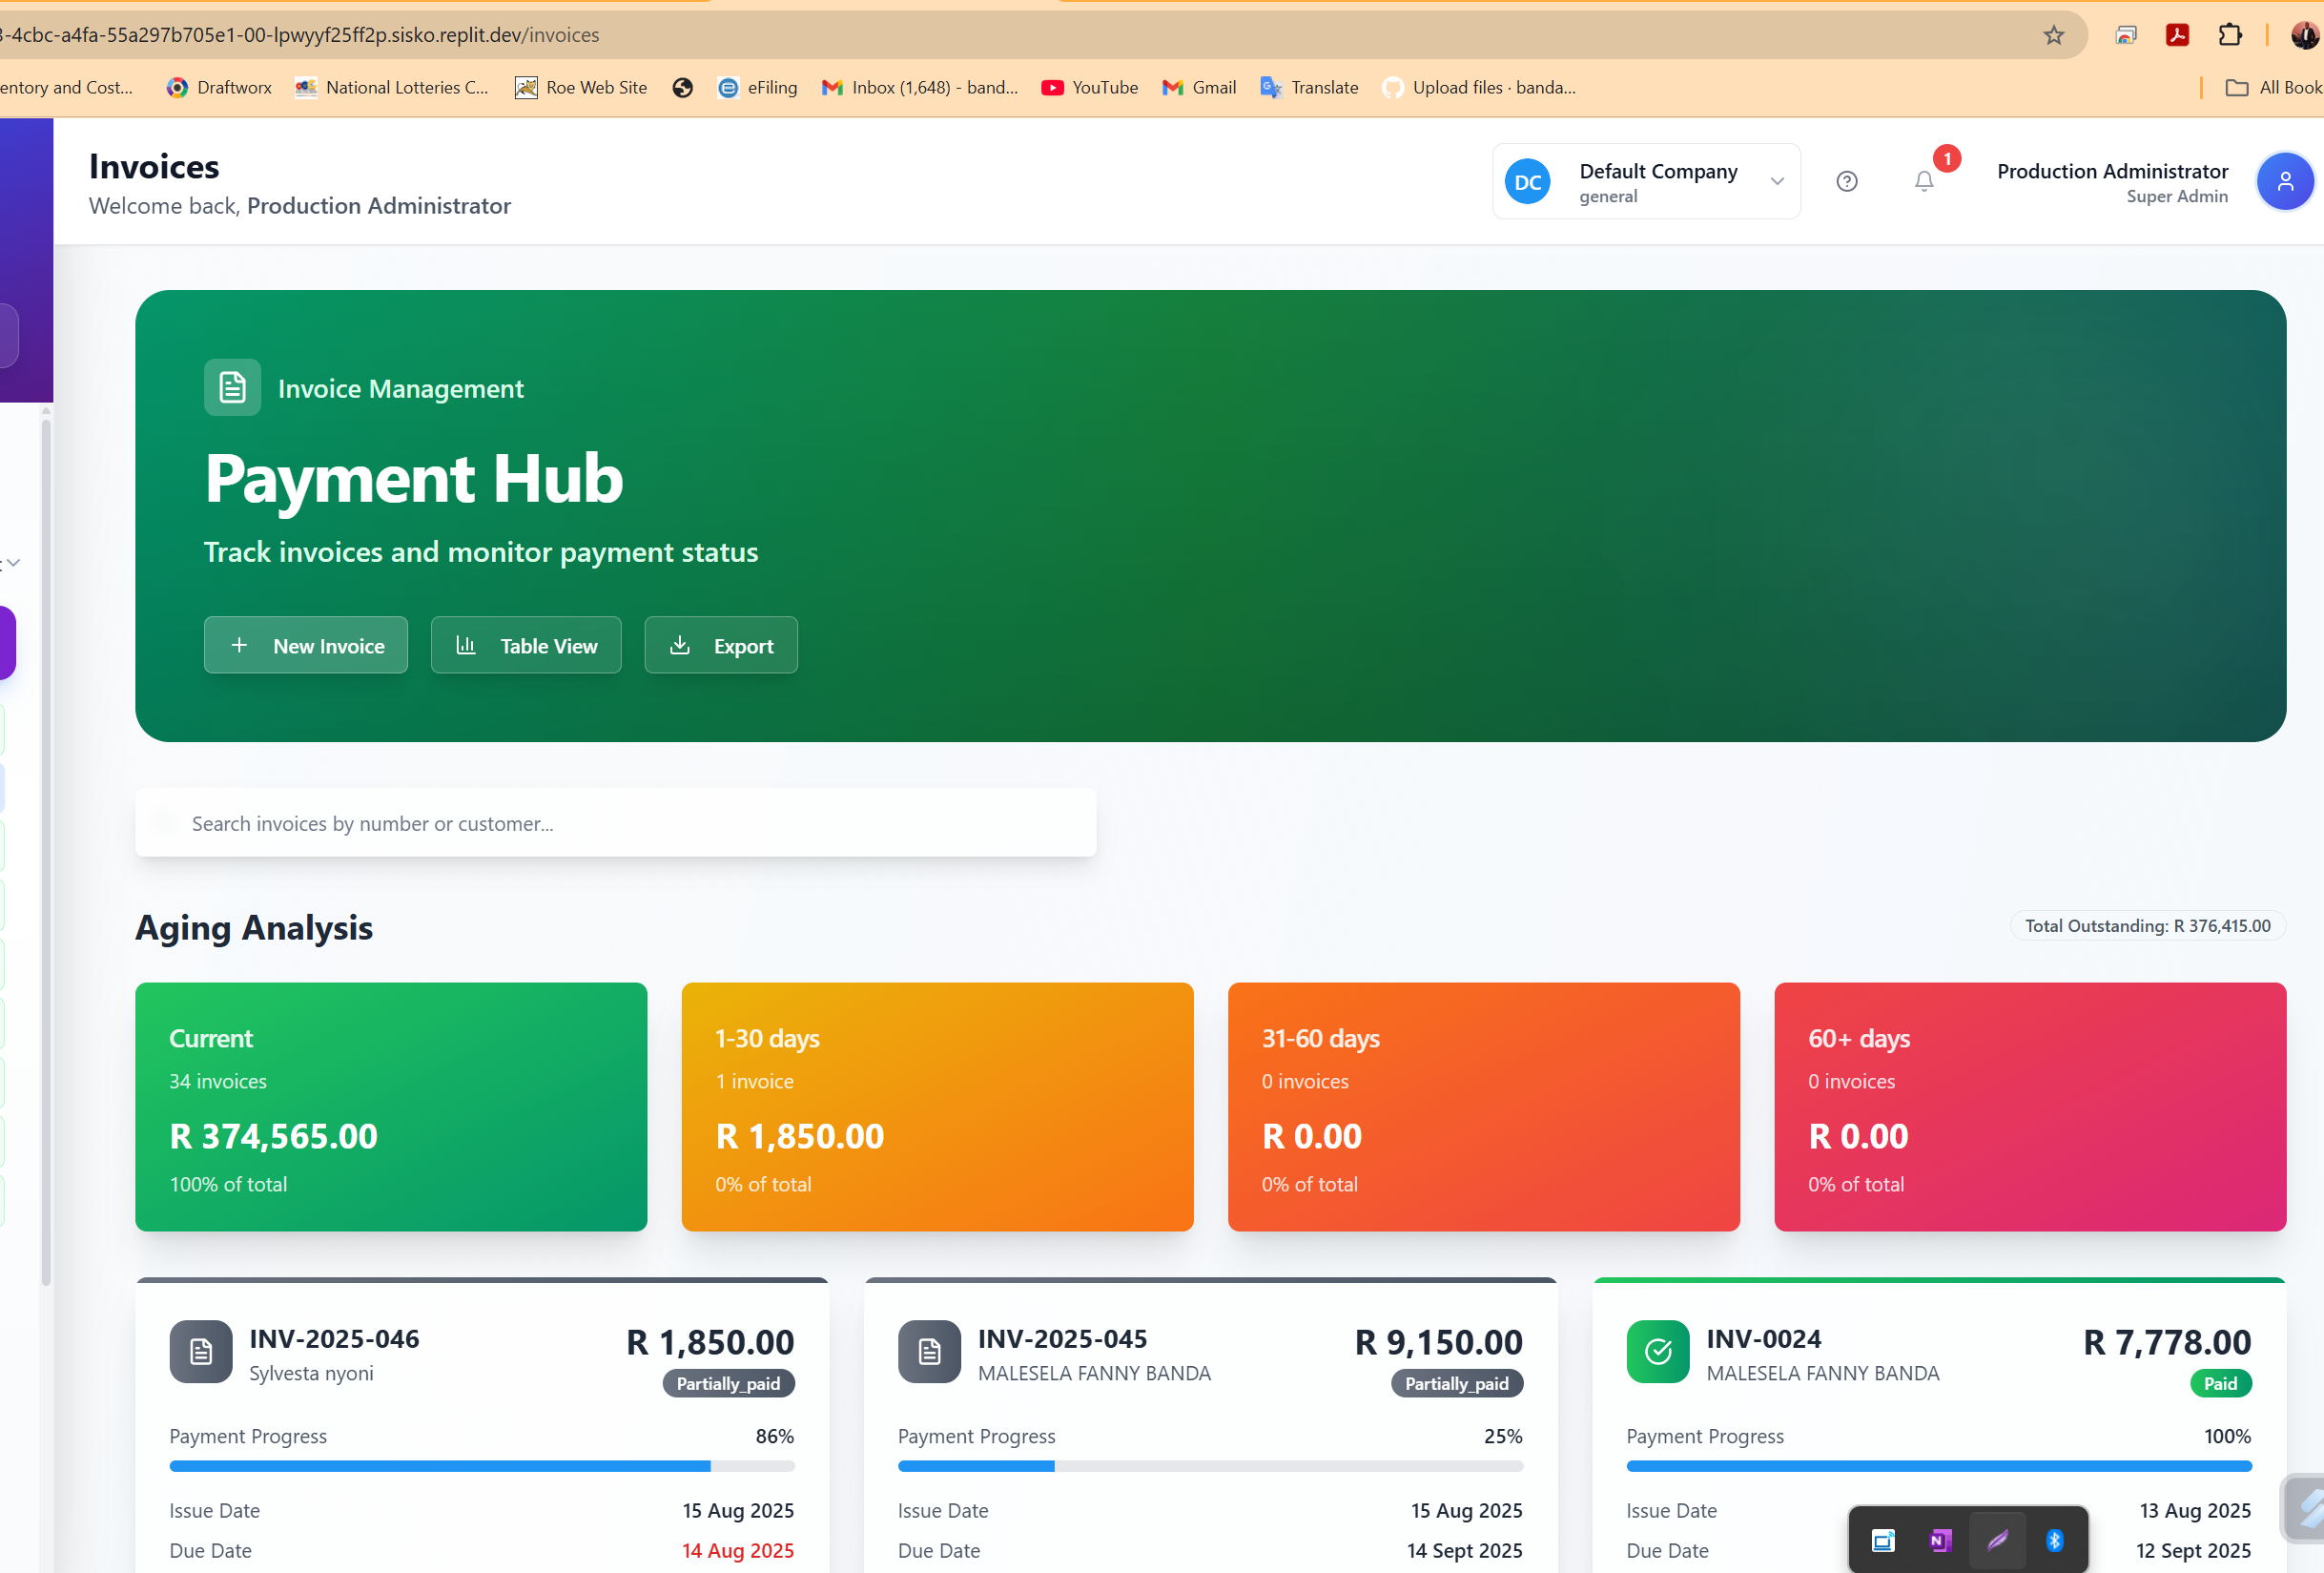 3-4cbc-a4fa-55a297b705e1-00-lpwyyf25ff2p.sisko.replit.dev/invoices
entory and Cost...
Draftworx
National Lotteries C...
Roe Web Site
eFiling
Inbox (1,648) - band...
YouTube
Gmail
Translate
Upload files · banda...
All Book
Invoices
Welcome back, Production Administrator
DC
Default Company
general
1
Production Administrator
Super Admin
Invoice Management
Payment Hub
Track invoices and monitor payment status
New Invoice
Table View
Export
Search invoices by number or customer...
Aging Analysis
Total Outstanding: R 376,415.00
Current
34 invoices
R 374,565.00
100% of total
1-30 days
1 invoice
R 1,850.00
0% of total
31-60 days
0 invoices
R 0.00
0% of total
60+ days
0 invoices
R 0.00
0% of total
INV-2025-046
Sylvesta nyoni
R 1,850.00
Partially_paid
Payment Progress
86%
Issue Date
15 Aug 2025
Due Date
14 Aug 2025
INV-2025-045
MALESELA FANNY BANDA
R 9,150.00
Partially_paid
Payment Progress
25%
Issue Date
15 Aug 2025
Due Date
14 Sept 2025
INV-0024
MALESELA FANNY BANDA
R 7,778.00
Paid
Payment Progress
100%
Issue Date
13 Aug 2025
Due Date
12 Sept 2025